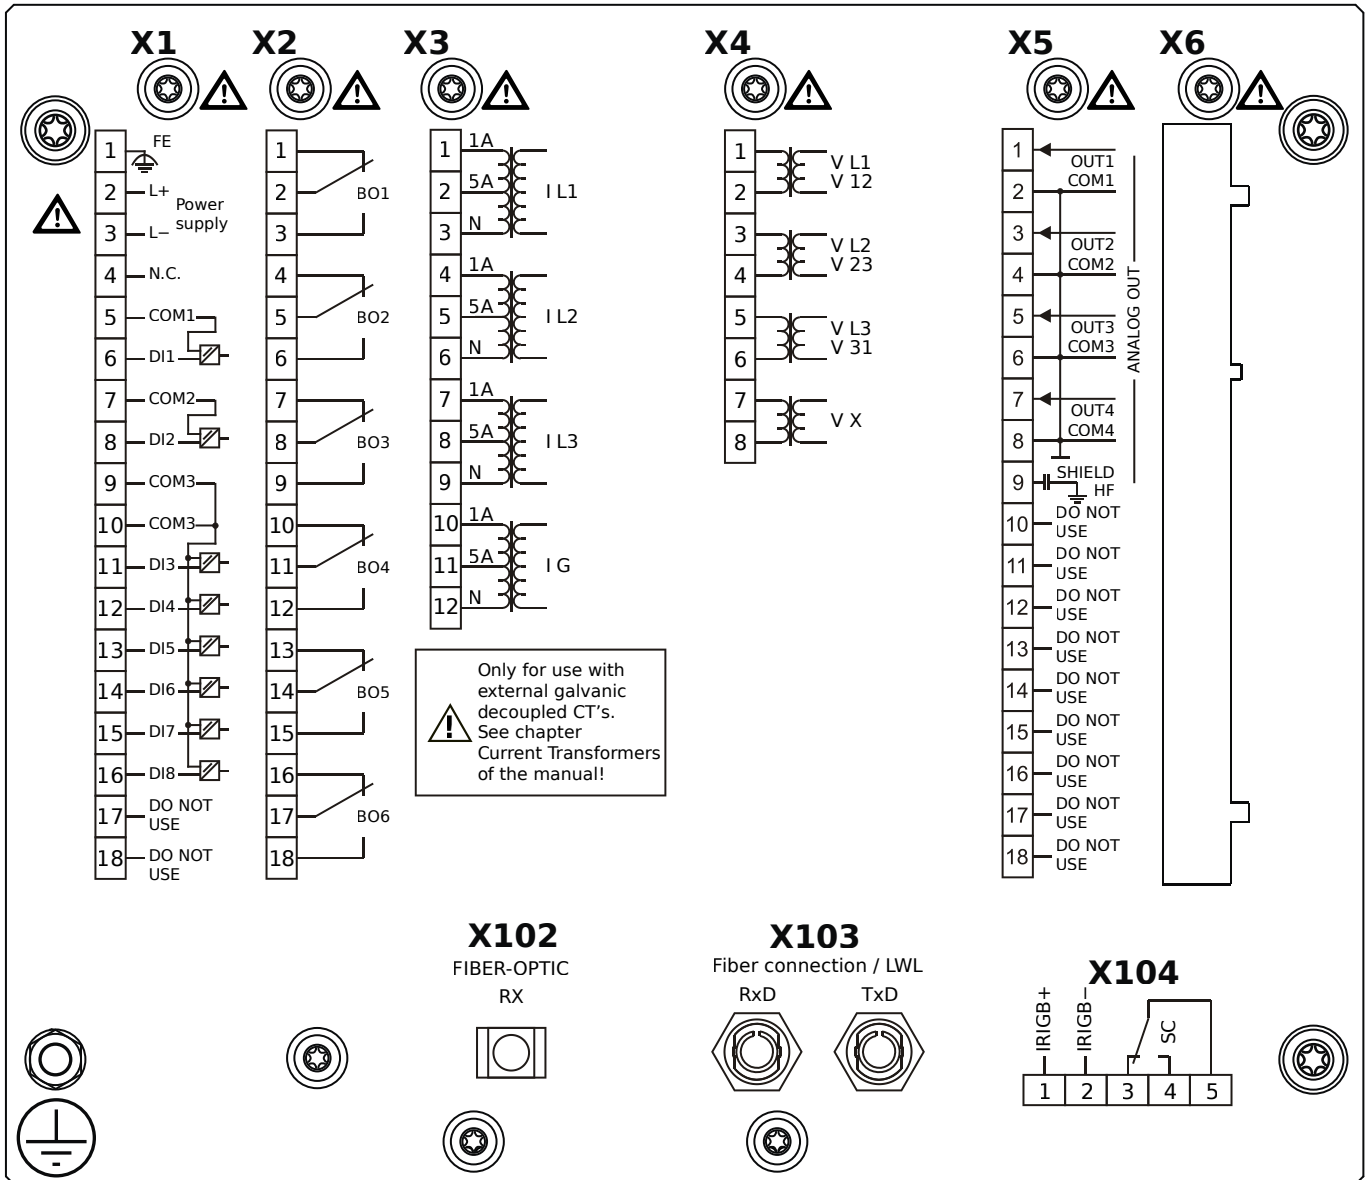 X1 X2 X3 X4 X5 X6
1 FE
2 L+
Power
supply
3 L−
4 N.C.
5 COM1
6 DI1
7 COM2
8 DI2
9 COM3
10 COM3
11 DI3
12 DI4
13 DI5
14 DI6
15 DI7
16 DI8
17 DO NOT
USE
18 DO NOT
USE
1
2 BO1
3
4
5 BO2
6
7
8 BO3
9
10
11 BO4
12
13
14 BO5
15
16
17 BO6
18
1 1A
2 5A I L1
3 N
4 1A
5 5A I L2
6 N
7 1A
8 5A I L3
9 N
10 1A
11 5A I G
12 N
Only for use with
external galvanic
decoupled CT's.
See chapter
Current Transformers
of the manual!
1 V L1
2 V 12
3 V L2
4 V 23
5 V L3
6 V 31
7 V X
8
1 OUT1
2 COM1
3 OUT2
4 COM2
5 OUT3
6 COM3
7 OUT4
8 COM4
ANALOG OUT
9 SHIELD
HF
10 DO NOT
USE
11 DO NOT
USE
12 DO NOT
USE
13 DO NOT
USE
14 DO NOT
USE
15 DO NOT
USE
16 DO NOT
USE
17 DO NOT
USE
18 DO NOT
USE
X102
FIBER-OPTIC
RX
X103
Fiber connection / LWL
RxD TxD
X104
IRIGB+ IRIGB− SC
1 2 3 4 5